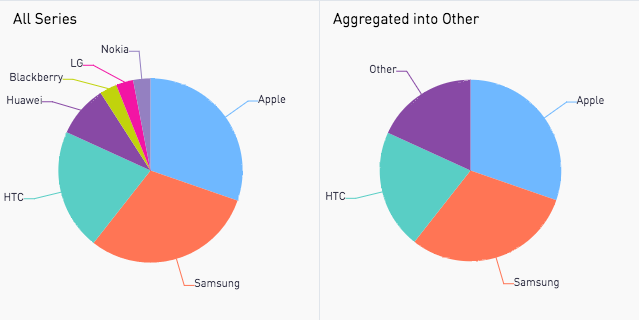 All Series
Nokia
LG
Blackberry
Huawei
Apple
HTC
Samsung
Aggregated into Other
Other
Apple
HTC
Samsung